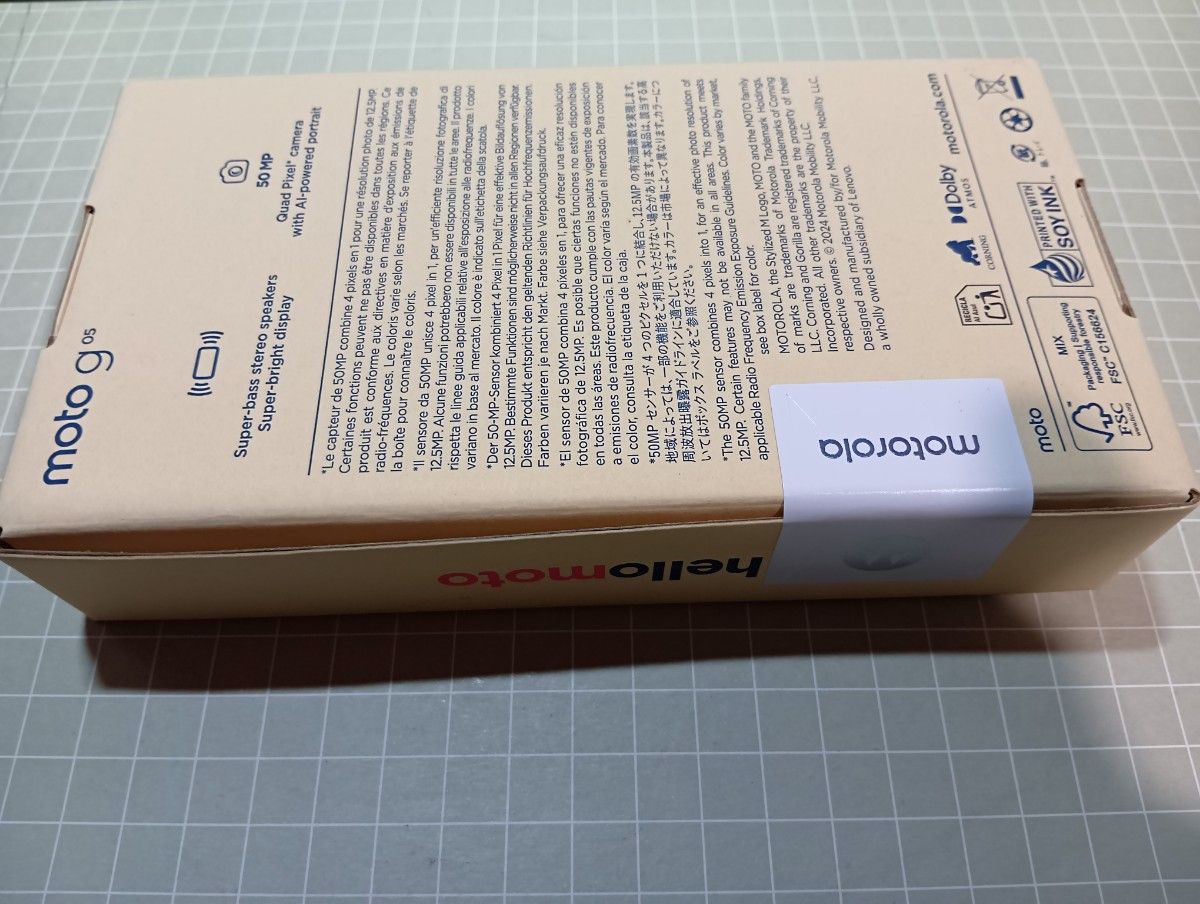 moto g05
50MP
Quad Pixel* camera
with AI-powered portrait
Super-bass stereo speakers
Super-bright display
*Le capteur de 50MP combine 4 pixels en 1 pour une résolution photo de 12.5MP
Certaines fonctions peuvent ne pas être disponibles dans toutes les régions. Ce
produit est conforme aux directives en matière d'exposition aux émissions de
radio-fréquences. Le coloris varie selon les marchés. Se reporter à l'étiquette de
la boîte pour connaître le coloris.
*Il sensore da 50MP unisce 4 pixel in 1, per un'efficiente risoluzione fotografica di
12.5MP. Alcune funzioni potrebbero non essere disponibili in tutte le aree. Il prodotto
rispetta le linee guida applicabili relative all'esposizione alle radiofrequenze. I colori
variano in base al mercato. Il colore è indicato sull'etichetta della scatola.
*Der 50-MP-Sensor kombiniert 4 Pixel in 1 Pixel für eine effektive Bildauflösung von
12.5MP. Bestimmte Funktionen sind möglicherweise nicht in allen Regionen verfügbar.
Dieses Produkt entspricht den geltenden Richtlinien für Hochfrequenzemissionen.
Farben variieren je nach Markt. Farbe siehe Verpackungsaufdruck.
*El sensor de 50MP combina 4 píxeles en 1, para ofrecer una eficaz resolución
fotográfica de 12.5MP. Es posible que ciertas funciones no estén disponibles
en todas las áreas. Este producto cumple con las pautas vigentes de exposición
a emisiones de radiofrecuencia. El color varía según el mercado. Para conocer
el color, consulta la etiqueta de la caja.
*50MP センサーが 4 つのピクセルを 1 つに結合し、12.5MP の有効画素数を実現します。
地域によっては、一部の機能をご利用いただけない場合があります。本製品は、該当する高
周波放出曝露ガイドラインに適合しています。カラーは市場によって異なります。カラーにつ
いてはボックス ラベルをご参照ください。
*The 50MP sensor combines 4 pixels into 1, for an effective photo resolution of
12.5MP. Certain features may not be available in all areas. This product meets
applicable Radio Frequency Emission Exposure Guidelines. Color varies by market,
see box label for color.
MOTOROLA, the Stylized M Logo, MOTO and the MOTO family
of marks are trademarks of Motorola Trademark Holdings,
LLC. Corning and Gorilla are registered trademarks of Corning
Incorporated. All other trademarks are the property of their
respective owners. © 2024 Motorola Mobility LLC.
Designed and manufactured by/for Motorola Mobility LLC,
a wholly owned subsidiary of Lenovo.
CORNING
Dolby
ATMOS
motorola.com
RECICLA
Al Azul
PRINTED WITH
SOY INK™
moto
FSC
www.fsc.org
MIX
Packaging | Supporting
responsible forestry
FSC™ C156624
motorola
hellomoto